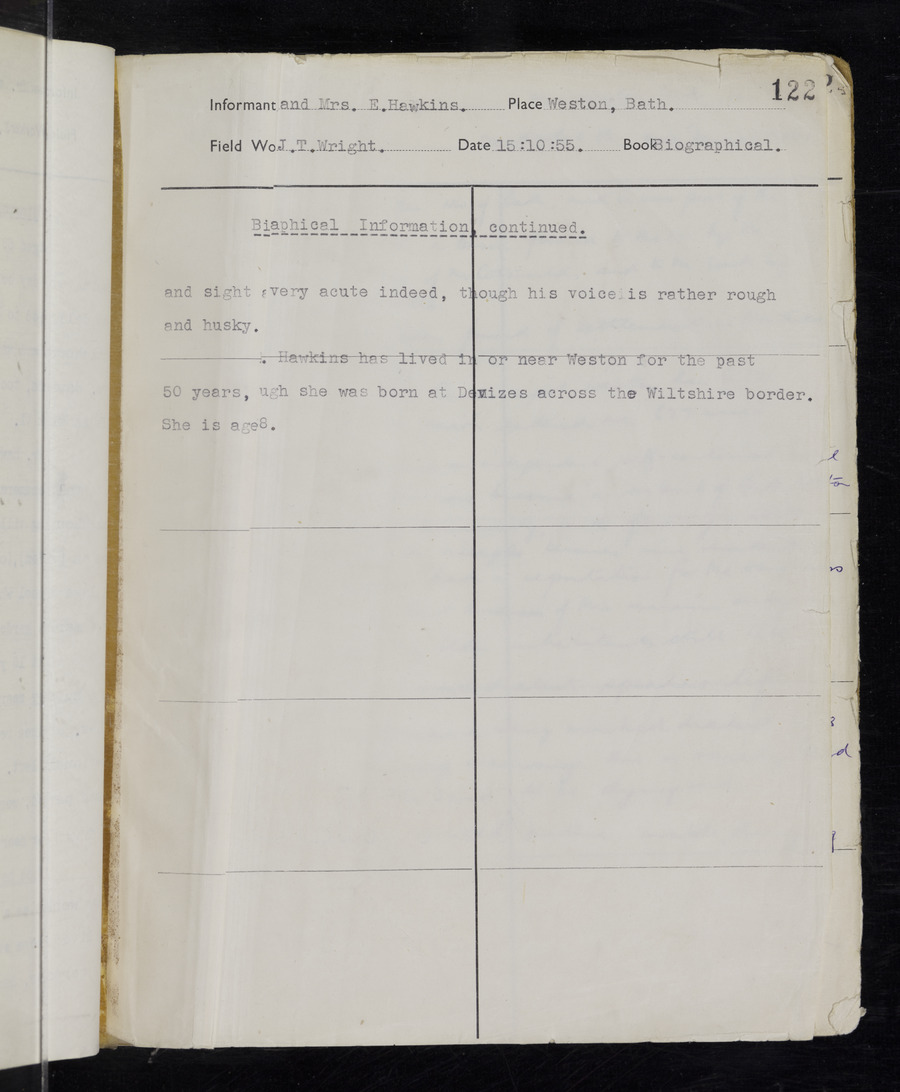 122
Informant and Mrs. E.Hawkins. Place Weston, Bath.
Field Wo J.T.Wright. Date 15:10:55. Book Biographical.
Biaphical Information continued.
and sight very acute indeed, though his voice is rather rough
and husky.
. Hawkins has lived in or near Weston for the past
50 years, ugh she was born at Devizes across the Wiltshire border.
She is age8.